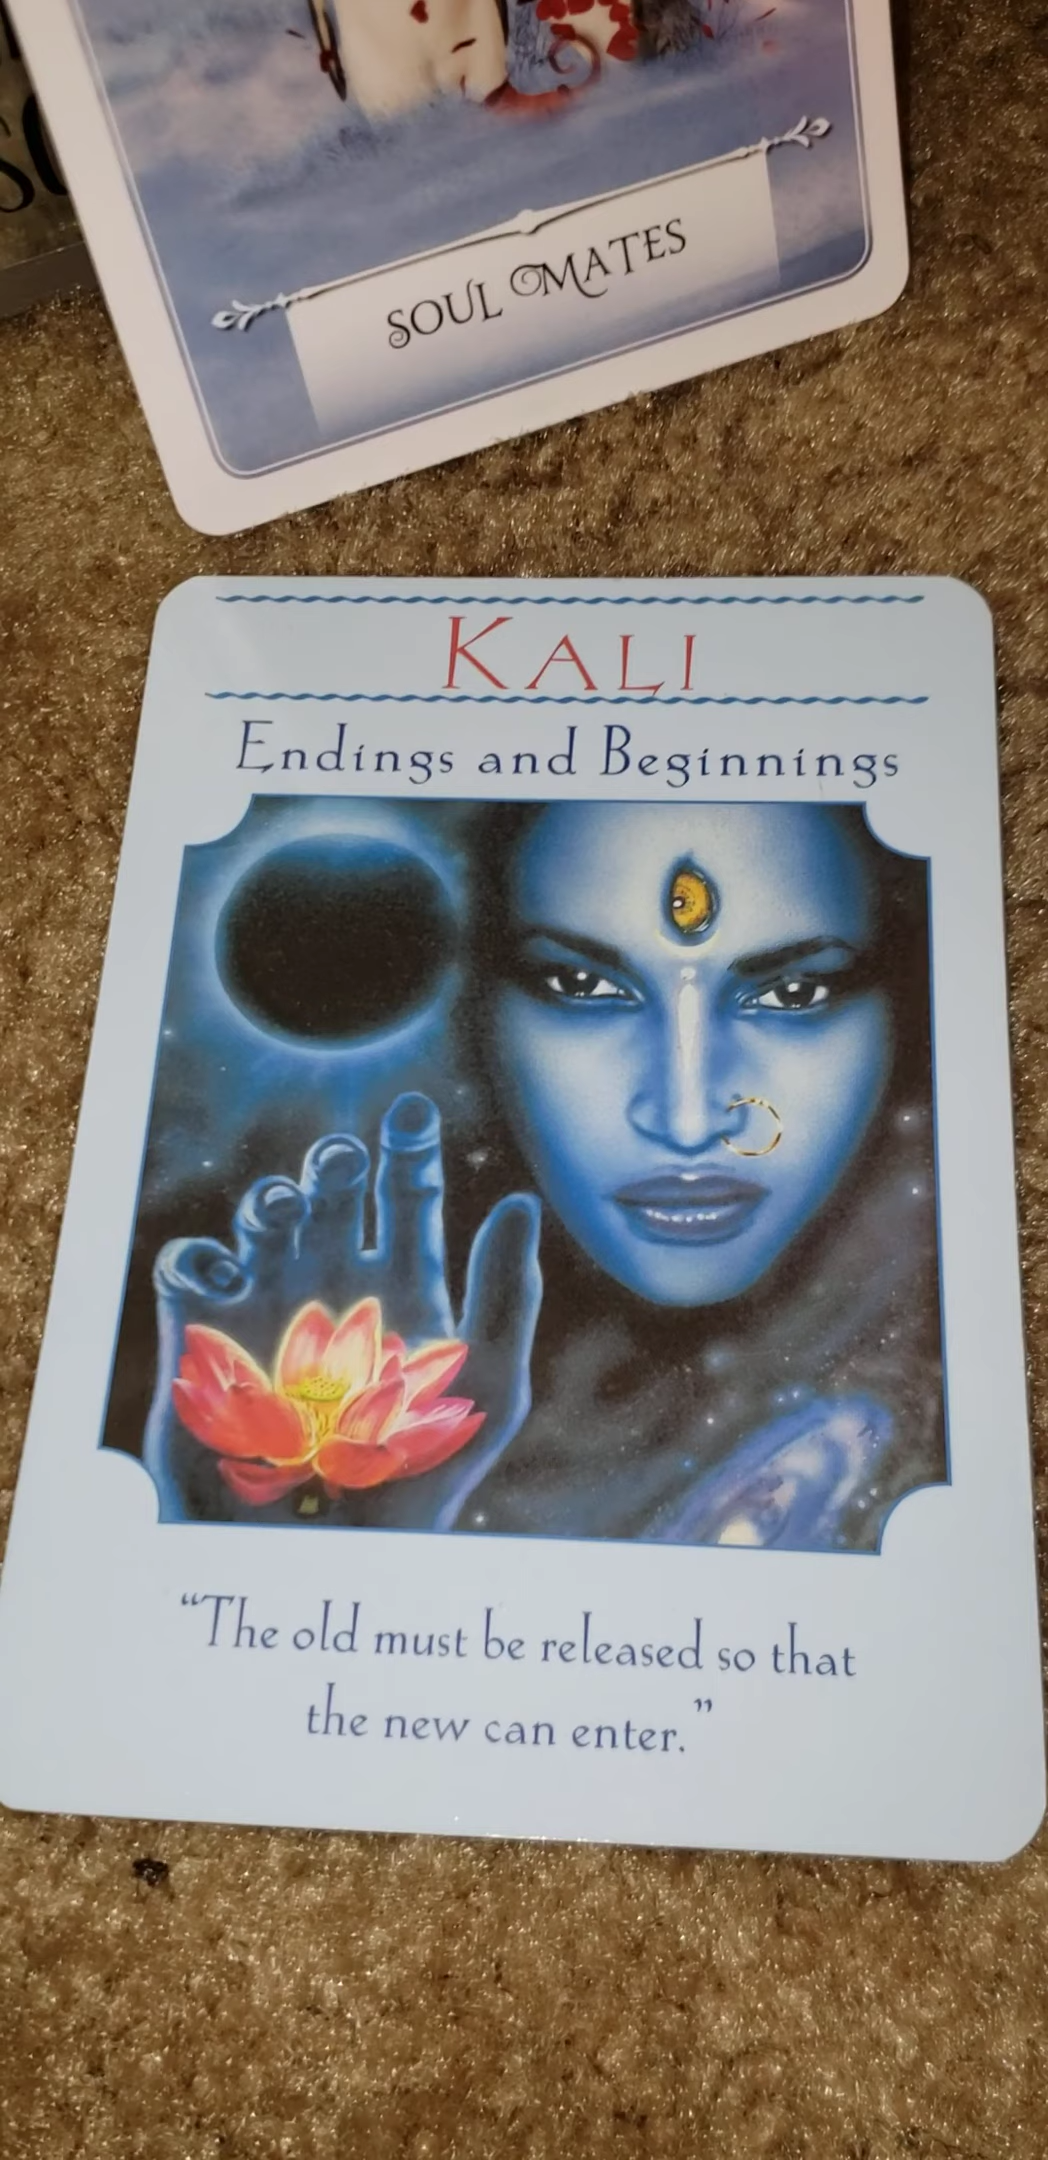 SOUL MATES
KALI
Endings and Beginnings
“The old must be released so that
the new can enter.”